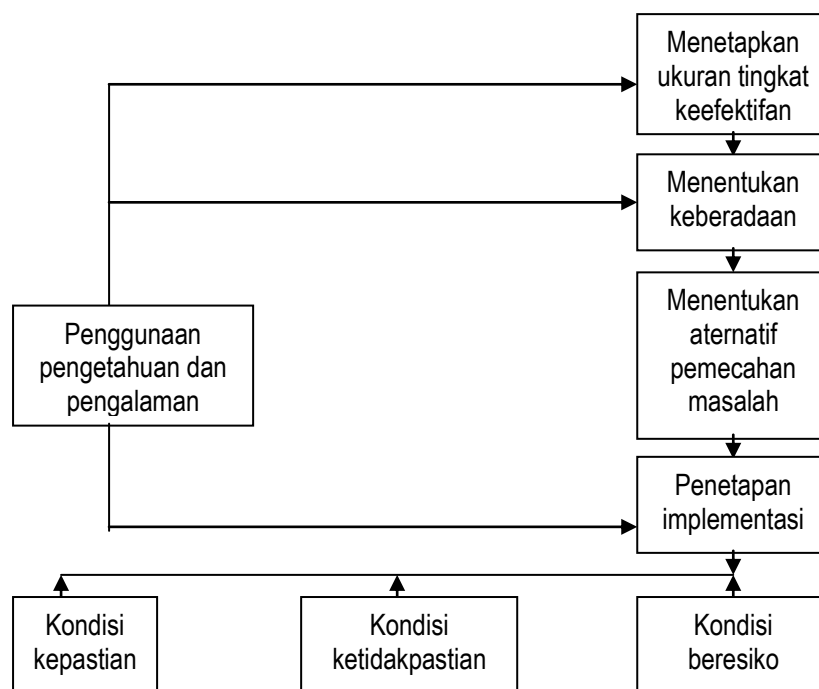 Menetapkan
ukuran tingkat
keefektifan
Menentukan
keberadaan
Penggunaan
pengetahuan dan
pengalaman
Menentukan
aternatif
pemecahan
masalah
Penetapan
implementasi
Kondisi
kepastian
Kondisi
ketidakpastian
Kondisi
beresiko